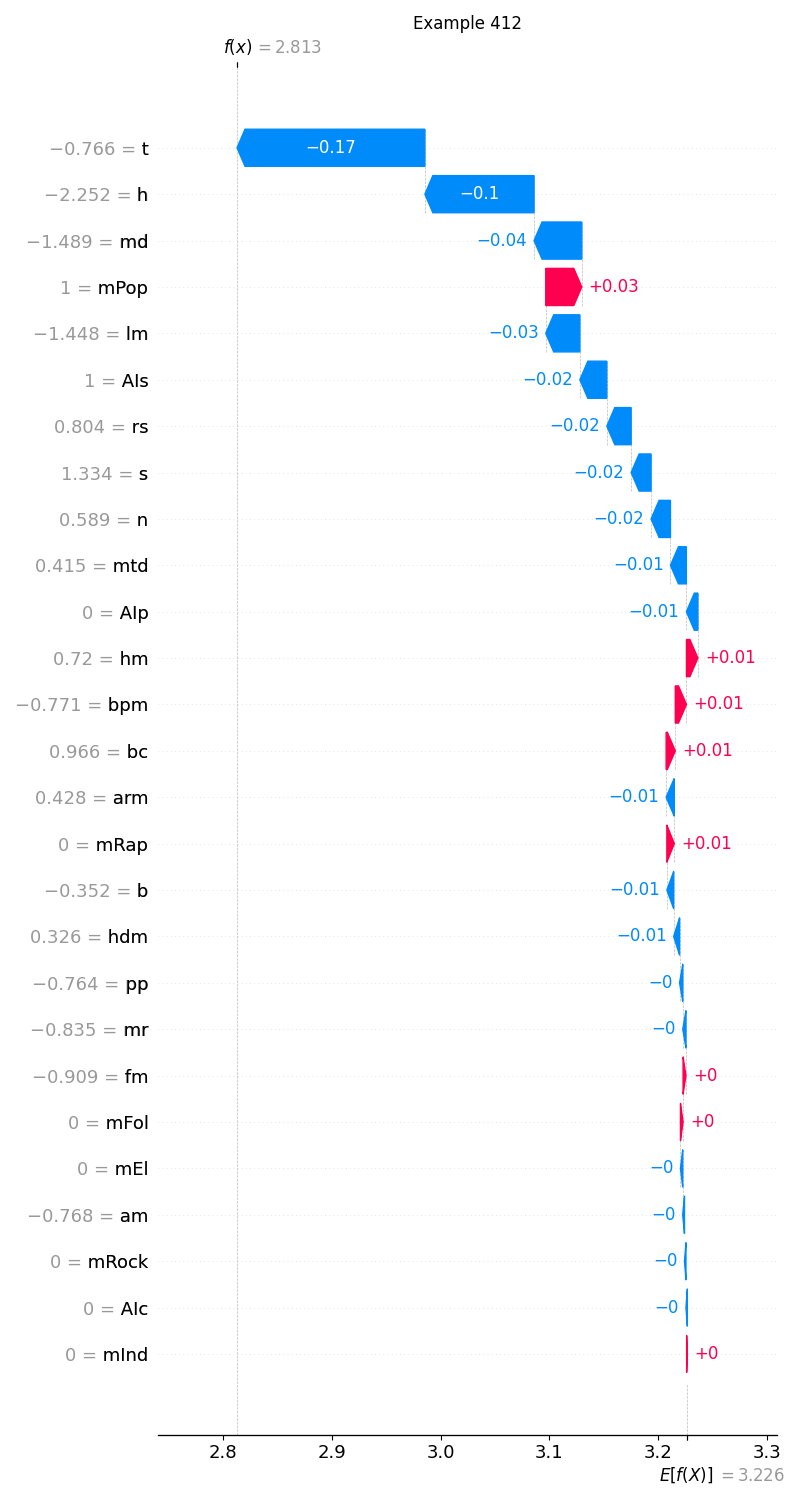 Example 412
f(x) = 2.813
−0.766 = t −0.17
−2.252 = h −0.1
−1.489 = md −0.04
1 = mPop +0.03
−1.448 = lm −0.03
1 = AIs −0.02
0.804 = rs −0.02
1.334 = s −0.02
0.589 = n −0.02
0.415 = mtd −0.01
0 = AIp −0.01
0.72 = hm +0.01
−0.771 = bpm +0.01
0.966 = bc +0.01
0.428 = arm −0.01
0 = mRap +0.01
−0.352 = b −0.01
0.326 = hdm −0.01
−0.764 = pp −0
−0.835 = mr −0
−0.909 = fm +0
0 = mFol +0
0 = mEl −0
−0.768 = am −0
0 = mRock −0
0 = AIc −0
0 = mInd +0
2.8 2.9 3.0 3.1 3.2 3.3
E[f(X)] = 3.226